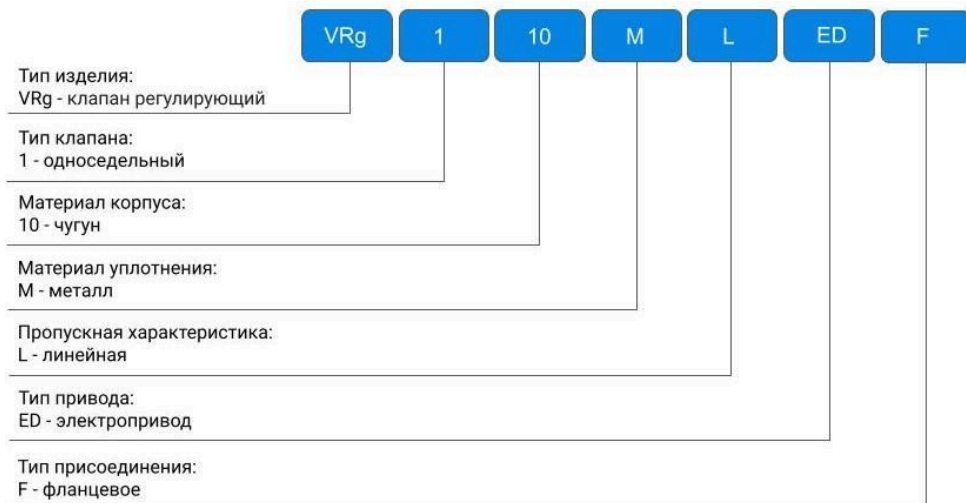 VRg 1 10 M L ED F
Тип изделия:
VRg - клапан регулирующий
Тип клапана:
1 - односедельный
Материал корпуса:
10 - чугун
Материал уплотнения:
М - металл
Пропускная характеристика:
L - линейная
Тип привода:
ED - электропривод
Тип присоединения:
F - фланцевое